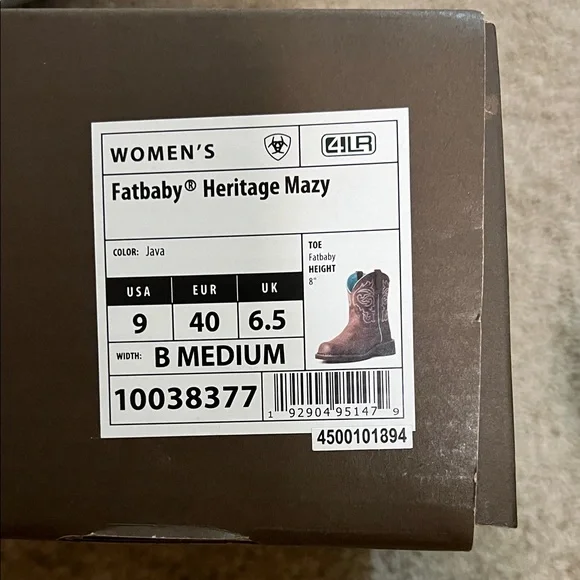 WOMEN'S
4LR
Fatbaby® Heritage Mazy
COLOR: Java
TOE
Fatbaby
HEIGHT
8"
USA EUR UK
9 40 6.5
WIDTH: B MEDIUM
10038377
1 92904 95147 9
4500101894